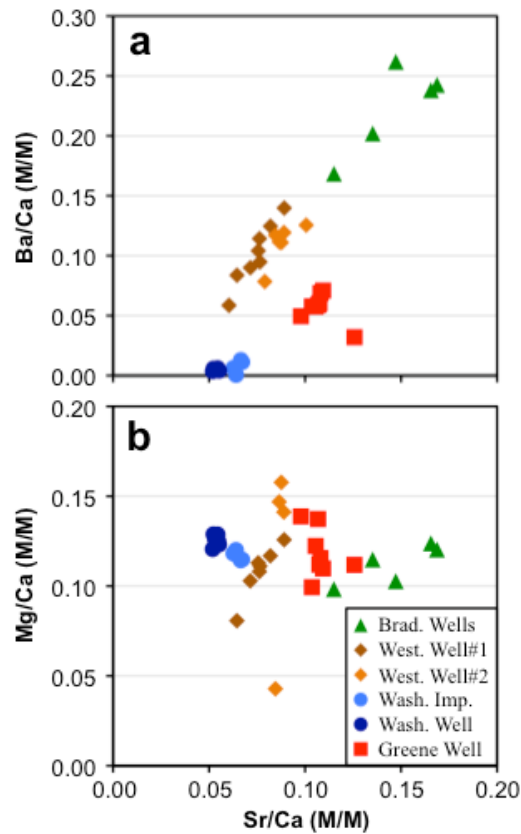 0.30
a
0.25
0.20
0.15
0.10
0.05
0.00
Ba/Ca (M/M)
0.20
b
0.15
0.10
0.05
0.00
Mg/Ca (M/M)
Brad. Wells
West. Well#1
West. Well#2
Wash. Imp.
Wash. Well
Greene Well
0.00 0.05 0.10 0.15 0.20
Sr/Ca (M/M)